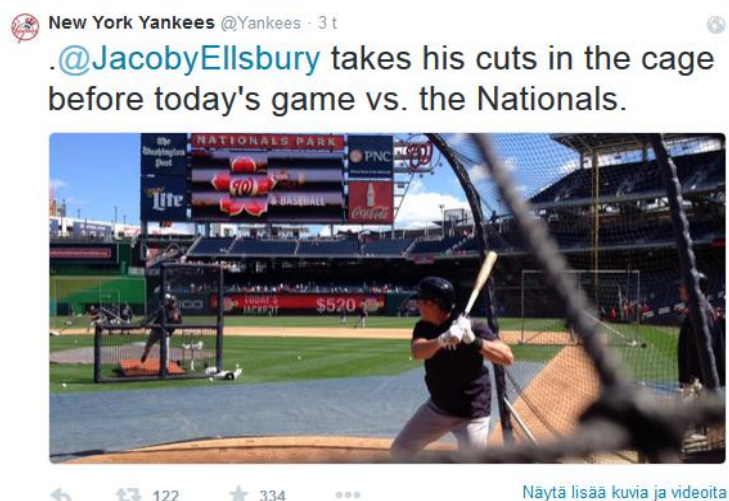 New York Yankees @Yankees · 3 t
.@JacobyEllsbury takes his cuts in the cage
before today's game vs. the Nationals.
NATIONALS PARK
The
Washington
Post
PNC
Lite
& BASEBALL
Coca-Cola
TODAY'S
JACKPOT
$520
122
334
Näytä lisää kuvia ja videoita